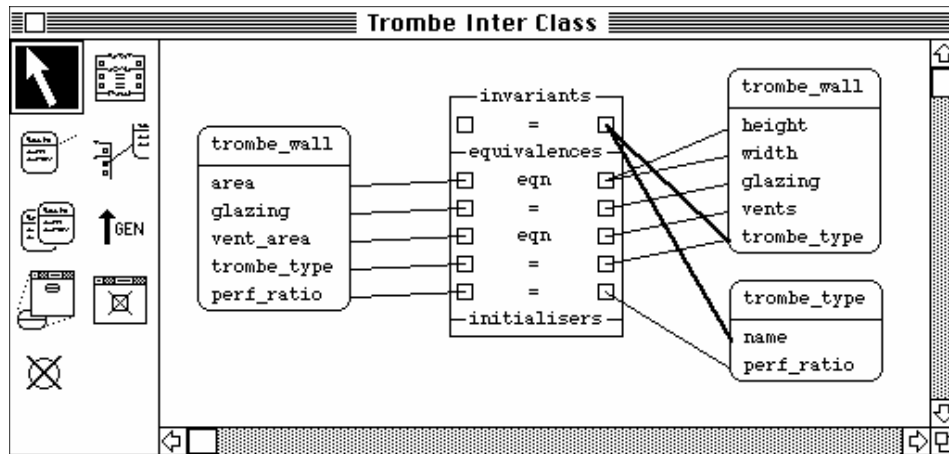 Trombe Inter Class
GEN
trombe_wall
area
glazing
vent_area
trombe_type
perf_ratio
invariants
=
equivalences
eqn
=
eqn
=
=
initialisers
trombe_wall
height
width
glazing
vents
trombe_type
trombe_type
name
perf_ratio